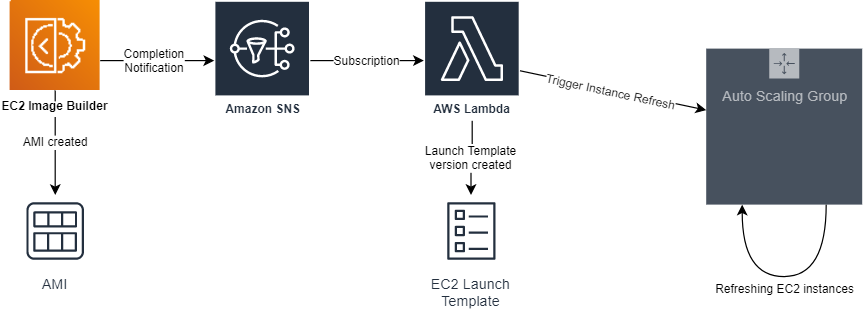 Completion
Notification
Subscription
EC2 Image Builder
Amazon SNS
AWS Lambda
Trigger Instance Refresh
Auto Scaling Group
AMI created
Launch Template
version created
AMI
EC2 Launch
Template
Refreshing EC2 instances